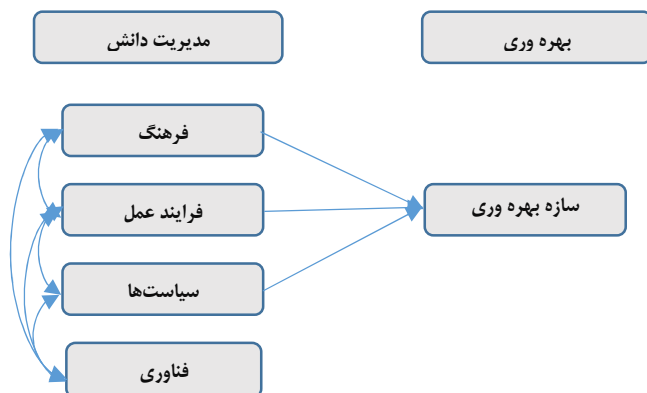 مدیریت دانش
بهره وری
فرهنگ
فرایند عمل
سازه بهره وری
سیاست‌ها
فناوری